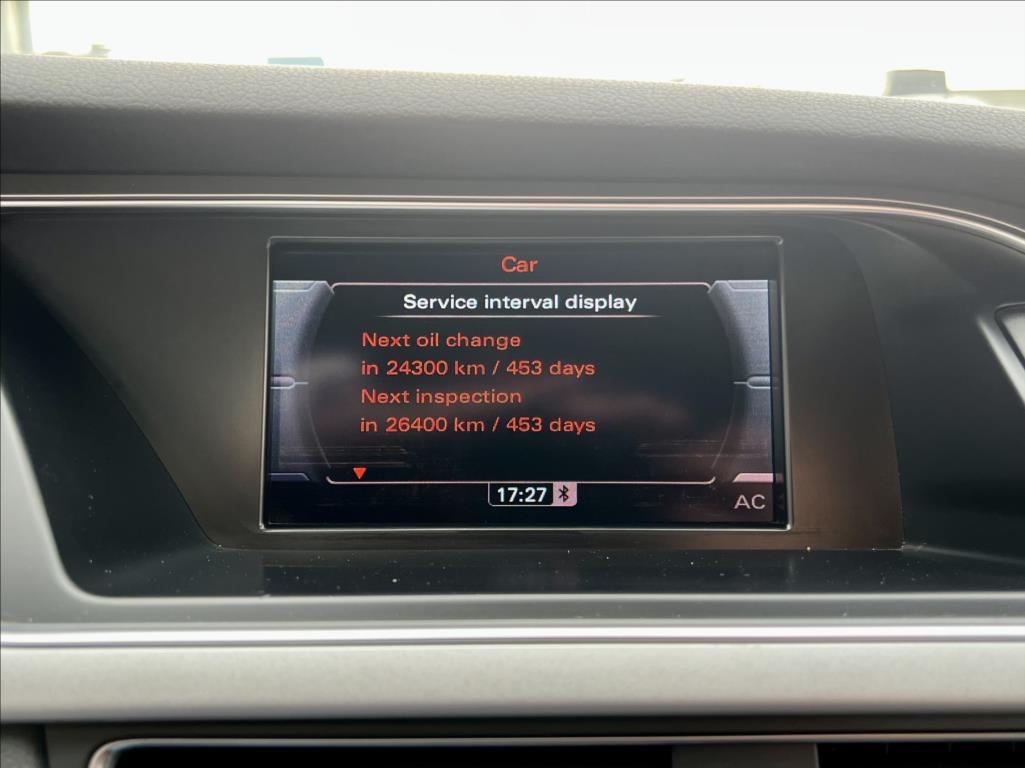 Car
Service interval display
Next oil change
in 24300 km / 453 days
Next inspection
in 26400 km / 453 days
17:27
AC